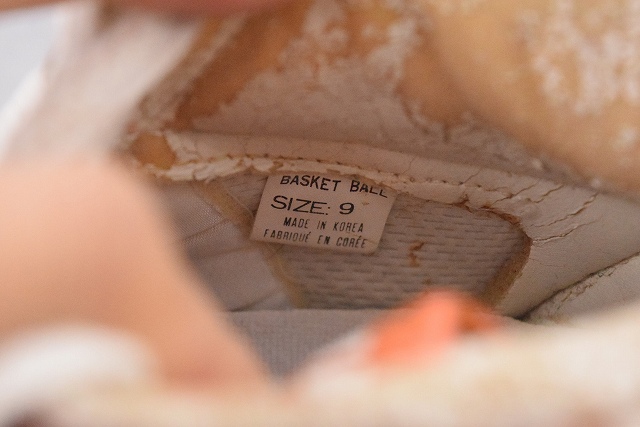 BASKET BALL
SIZE: 9
MADE IN KOREA
FABRIQUÉ EN CORÉE